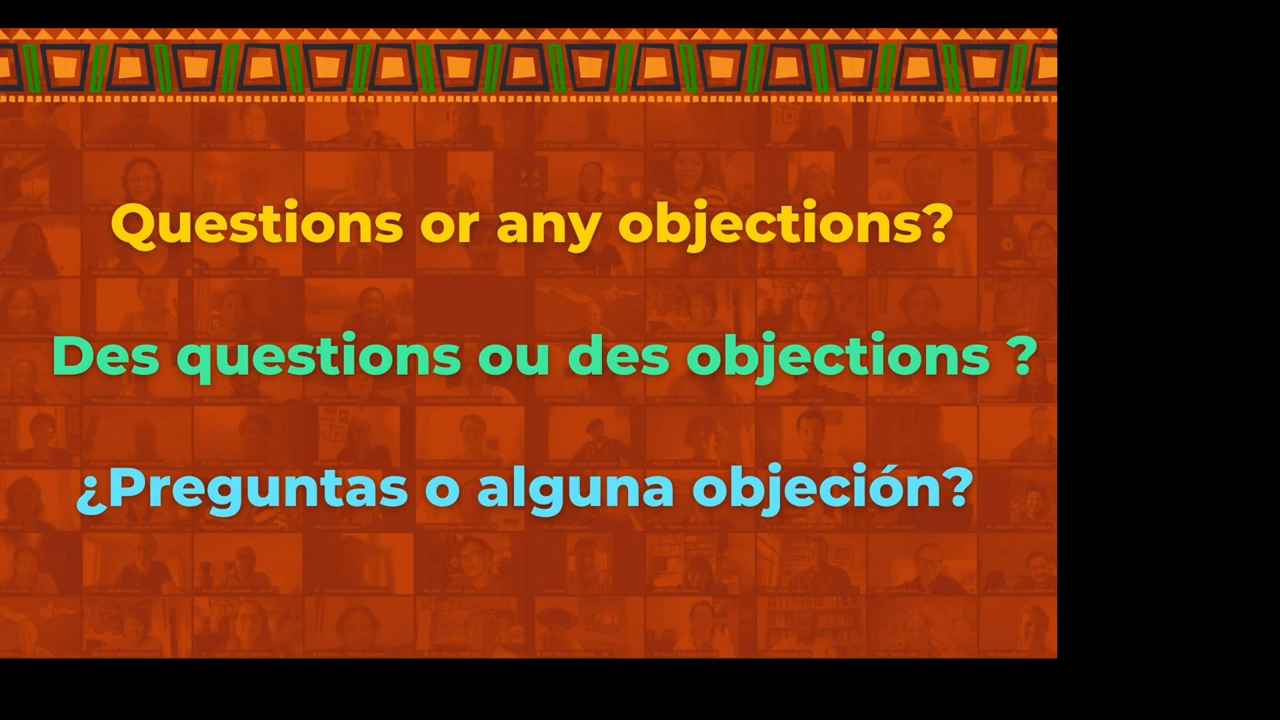 Questions or any objections?
Des questions ou des objections ?
¿Preguntas o alguna objeción?